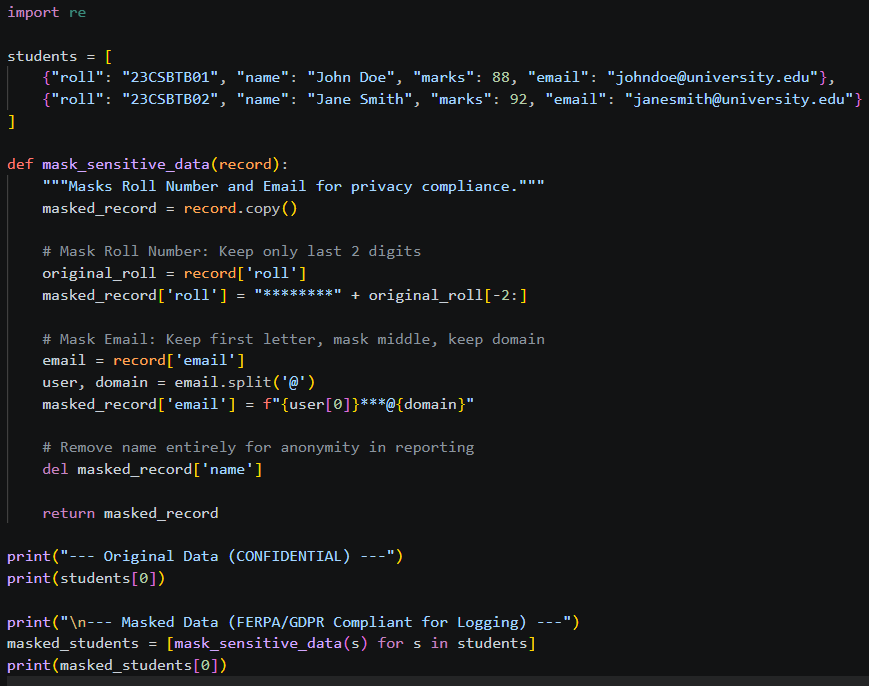 import re

students = [
    {"roll": "23CSBTB01", "name": "John Doe", "marks": 88, "email": "johndoe@university.edu"},
    {"roll": "23CSBTB02", "name": "Jane Smith", "marks": 92, "email": "janesmith@university.edu"}
]

def mask_sensitive_data(record):
    """Masks Roll Number and Email for privacy compliance."""
    masked_record = record.copy()

    # Mask Roll Number: Keep only last 2 digits
    original_roll = record['roll']
    masked_record['roll'] = "********" + original_roll[-2:]

    # Mask Email: Keep first letter, mask middle, keep domain
    email = record['email']
    user, domain = email.split('@')
    masked_record['email'] = f"{user[0]}***@{domain}"

    # Remove name entirely for anonymity in reporting
    del masked_record['name']

    return masked_record

print("--- Original Data (CONFIDENTIAL) ---")
print(students[0])

print("\n--- Masked Data (FERPA/GDPR Compliant for Logging) ---")
masked_students = [mask_sensitive_data(s) for s in students]
print(masked_students[0])